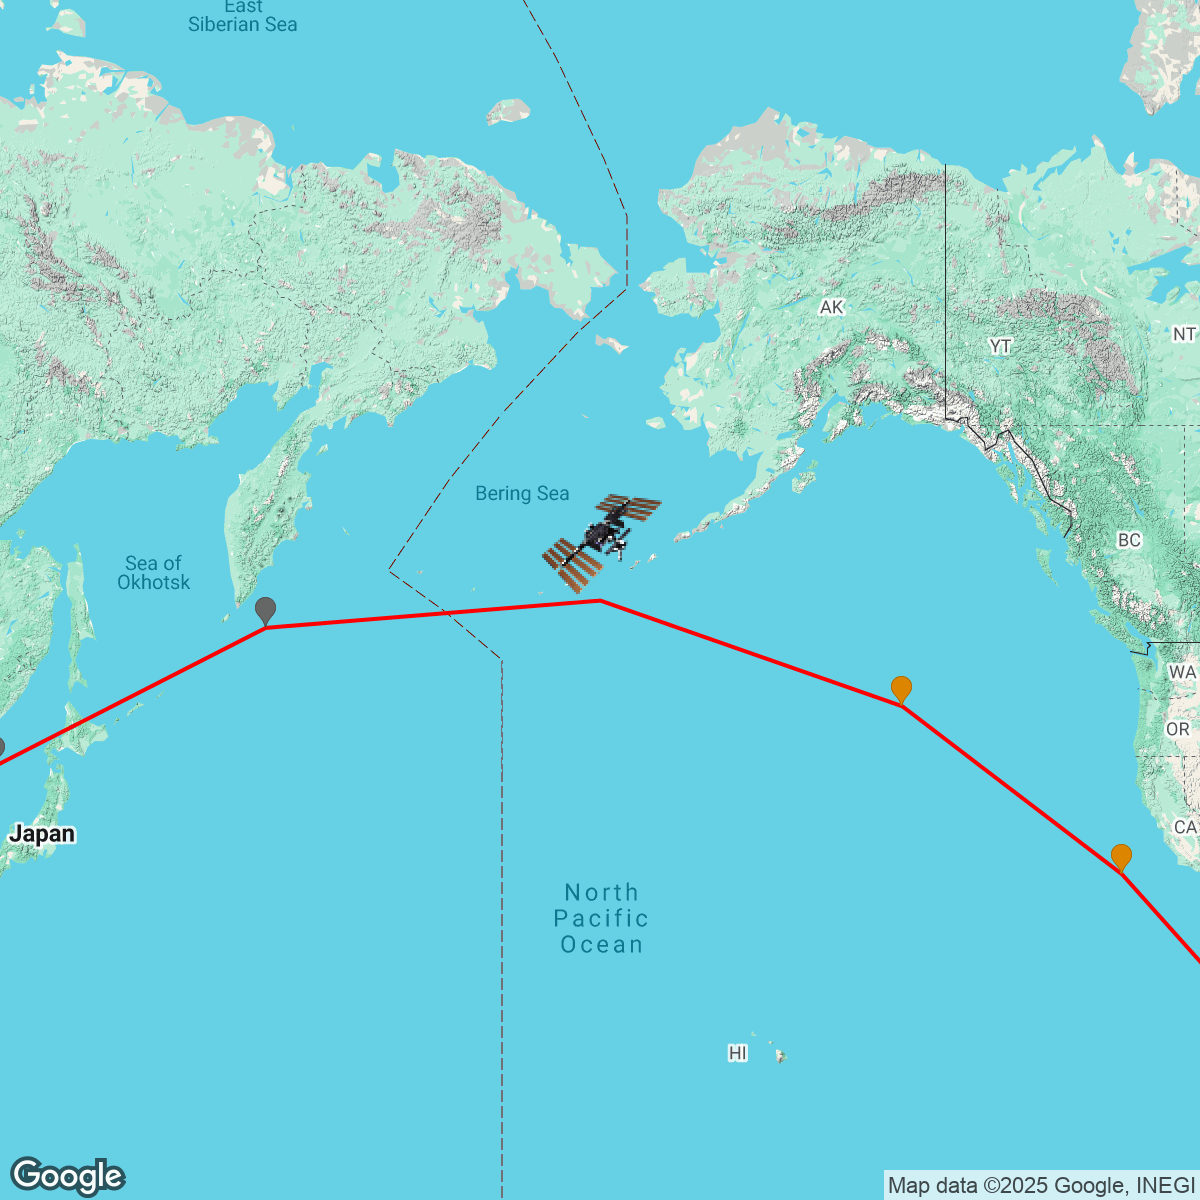 East
Siberian Sea
AK
YT
NT
Bering Sea
BC
Sea of
Okhotsk
WA
OR
CA
Japan
North
Pacific
Ocean
HI
Google
Map data ©2025 Google, INEGI